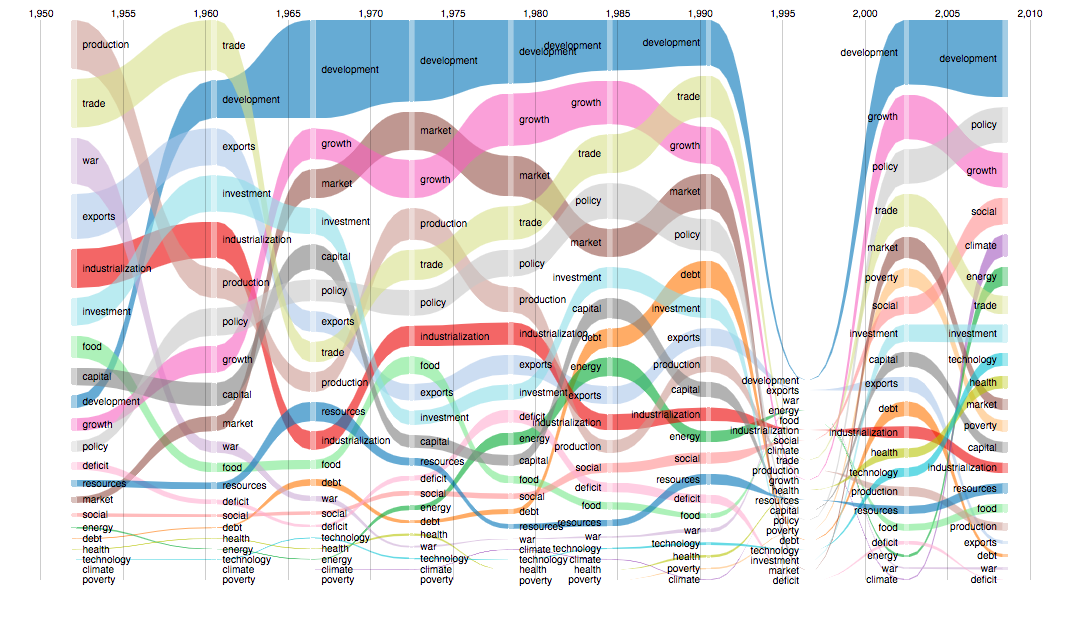 1,950 1,955 1,960 1,965 1,970 1,975 1,980 1,985 1,990 1,995 2,000 2,005 2,010
production
trade
war
exports
industrialization
investment
food
capital
development
growth
policy
deficit
resources
market
social
energy
debt
health
technology
climate
poverty
trade
development
exports
investment
industrialization
production
policy
growth
capital
market
war
food
resources
deficit
social
debt
health
energy
technology
climate
poverty
development
growth
market
investment
capital
policy
exports
trade
production
resources
industrialization
food
debt
war
social
deficit
technology
health
energy
technology
climate
poverty
development
market
growth
production
trade
policy
industrialization
food
exports
investment
capital
resources
deficit
social
energy
debt
health
war
technology
climate
poverty
development
growth
market
trade
policy
production
industrialization
exports
investment
deficit
energy
capital
food
social
debt
resources
war
climate
technology
health
poverty
development
growth
trade
policy
market
investment
capital
debt
energy
exports
industrialization
production
social
deficit
food
resources
war
technology
climate
health
poverty
development
trade
growth
market
policy
debt
investment
exports
production
capital
industrialization
energy
social
resources
deficit
food
war
technology
health
poverty
climate
development
exports
war
energy
food
industrialization
social
climate
trade
production
growth
health
resources
capital
policy
poverty
debt
technology
investment
market
deficit
development
growth
policy
trade
market
poverty
social
investment
capital
exports
debt
industrialization
health
technology
production
resources
food
deficit
energy
war
climate
development
policy
growth
social
climate
energy
trade
investment
technology
health
market
poverty
capital
industrialization
resources
food
production
exports
debt
war
deficit